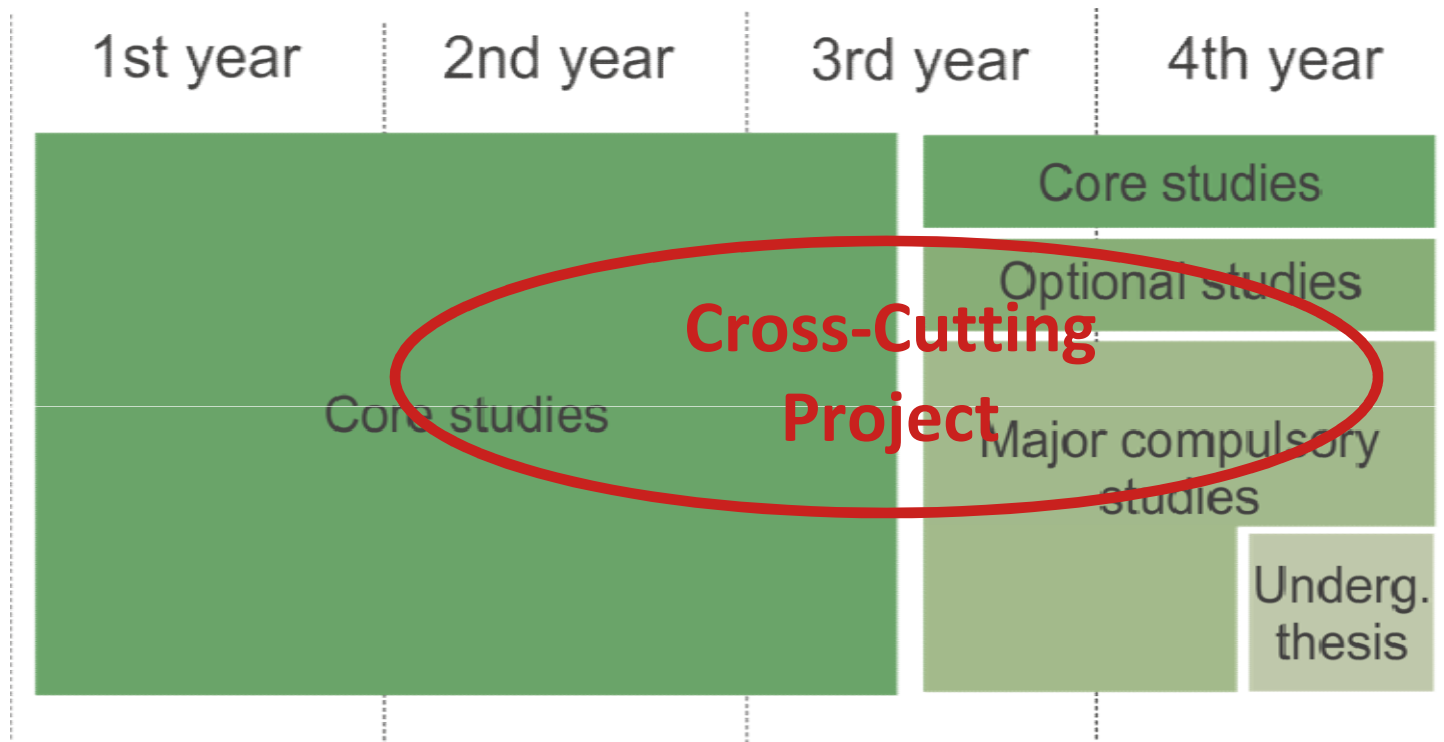 1st year
2nd year
3rd year
4th year
Core studies
Core studies
Optional studies
Cross-Cutting
Project
Major compulsory
studies
Underg.
thesis